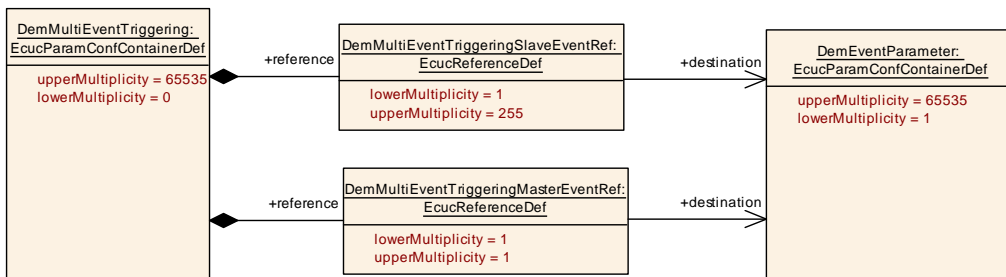 DemMultiEventTriggering:
EcucParamConfContainerDef
upperMultiplicity = 65535
lowerMultiplicity = 0
+reference
DemMultiEventTriggeringSlaveEventRef:
EcucReferenceDef
lowerMultiplicity = 1
upperMultiplicity = 255
+destination
DemEventParameter:
EcucParamConfContainerDef
upperMultiplicity = 65535
lowerMultiplicity = 1
+reference
DemMultiEventTriggeringMasterEventRef:
EcucReferenceDef
lowerMultiplicity = 1
upperMultiplicity = 1
+destination